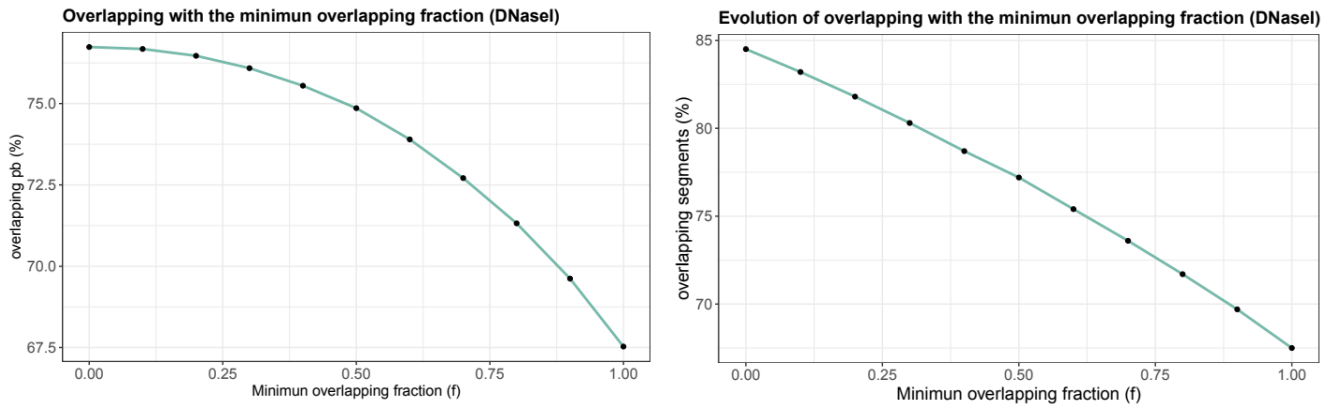 Overlapping with the minimun overlapping fraction (DNaseI)
overlapping pb (%)
75.0
72.5
70.0
67.5
0.00 0.25 0.50 0.75 1.00
Minimun overlapping fraction (f)
Evolution of overlapping with the minimun overlapping fraction (DNaseI)
overlapping segments (%)
85
80
75
70
0.00 0.25 0.50 0.75 1.00
Minimun overlapping fraction (f)